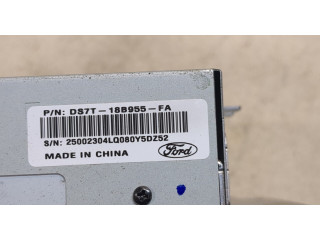 P/N: DS7T-18B955-FA
S/N: 25002304LQ080Y5DZ52
MADE IN CHINA
Ford